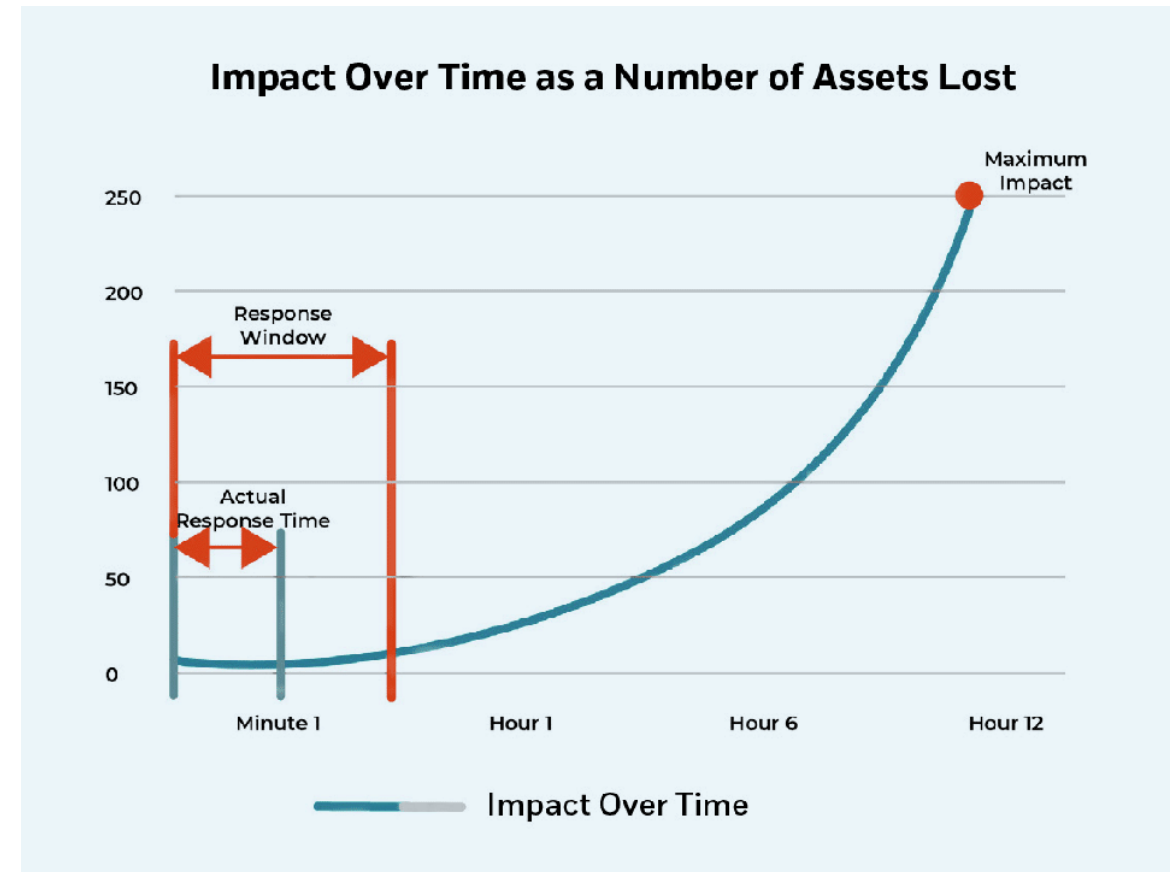 Impact Over Time as a Number of Assets Lost
Maximum
Impact
250
200
Response
Window
150
100
Actual
Response Time
50
0
Minute 1
Hour 1
Hour 6
Hour 12
Impact Over Time